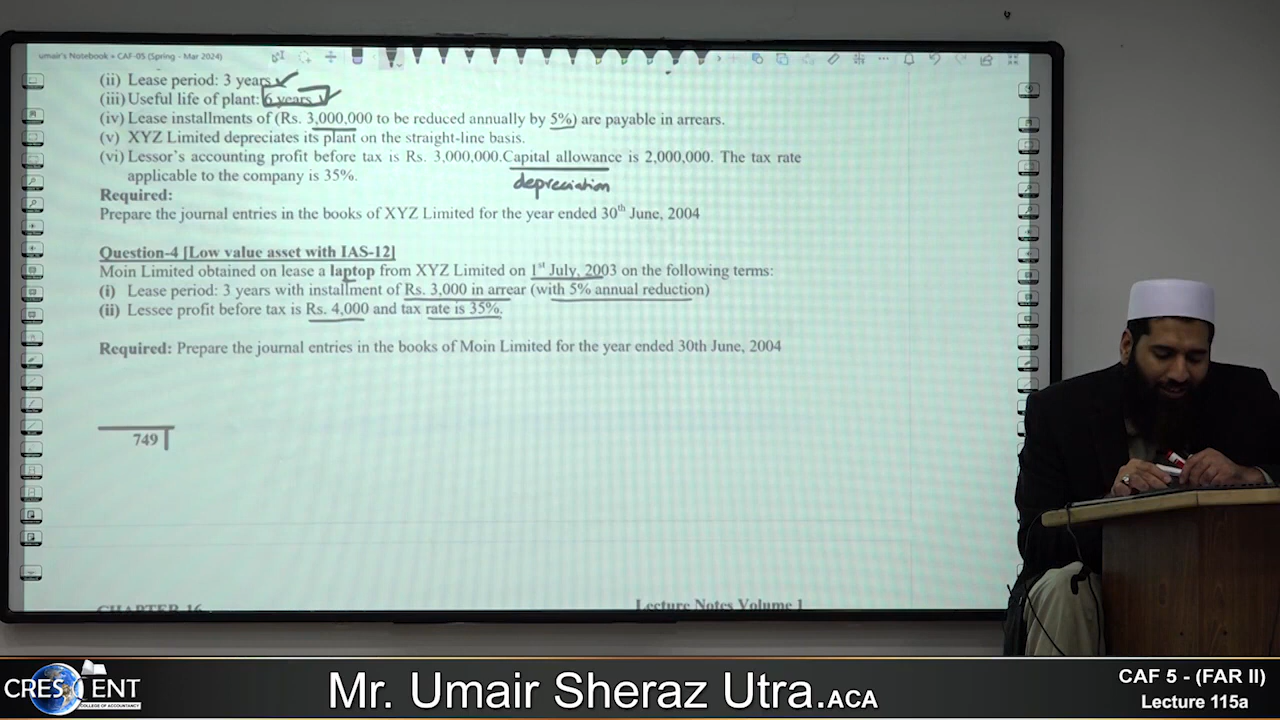 umair's Notebook » CAF-05 (Spring - Mar 2024)
(ii) Lease period: 3 years
(iii) Useful life of plant: 6 years
(iv) Lease installments of (Rs. 3,000,000 to be reduced annually by 5%) are payable in arrears.
(v) XYZ Limited depreciates its plant on the straight-line basis.
(vi) Lessor's accounting profit before tax is Rs. 3,000,000.Capital allowance is 2,000,000. The tax rate
applicable to the company is 35%.
depreciation
Required:
Prepare the journal entries in the books of XYZ Limited for the year ended 30th June, 2004
Question-4 [Low value asset with IAS-12]
Moin Limited obtained on lease a laptop from XYZ Limited on 1st July, 2003 on the following terms:
(i) Lease period: 3 years with installment of Rs. 3,000 in arrear (with 5% annual reduction)
(ii) Lessee profit before tax is Rs. 4,000 and tax rate is 35%.
Required: Prepare the journal entries in the books of Moin Limited for the year ended 30th June, 2004
749
CHAPTER 16
Lecture Notes Volume 1
CRESCENT
COLLEGE OF ACCOUNTANCY
Mr. Umair Sheraz Utra.ACA
CAF 5 - (FAR II)
Lecture 115a